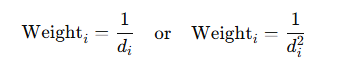 Weight_i = 1/d_i or Weight_i = 1/d_i^2